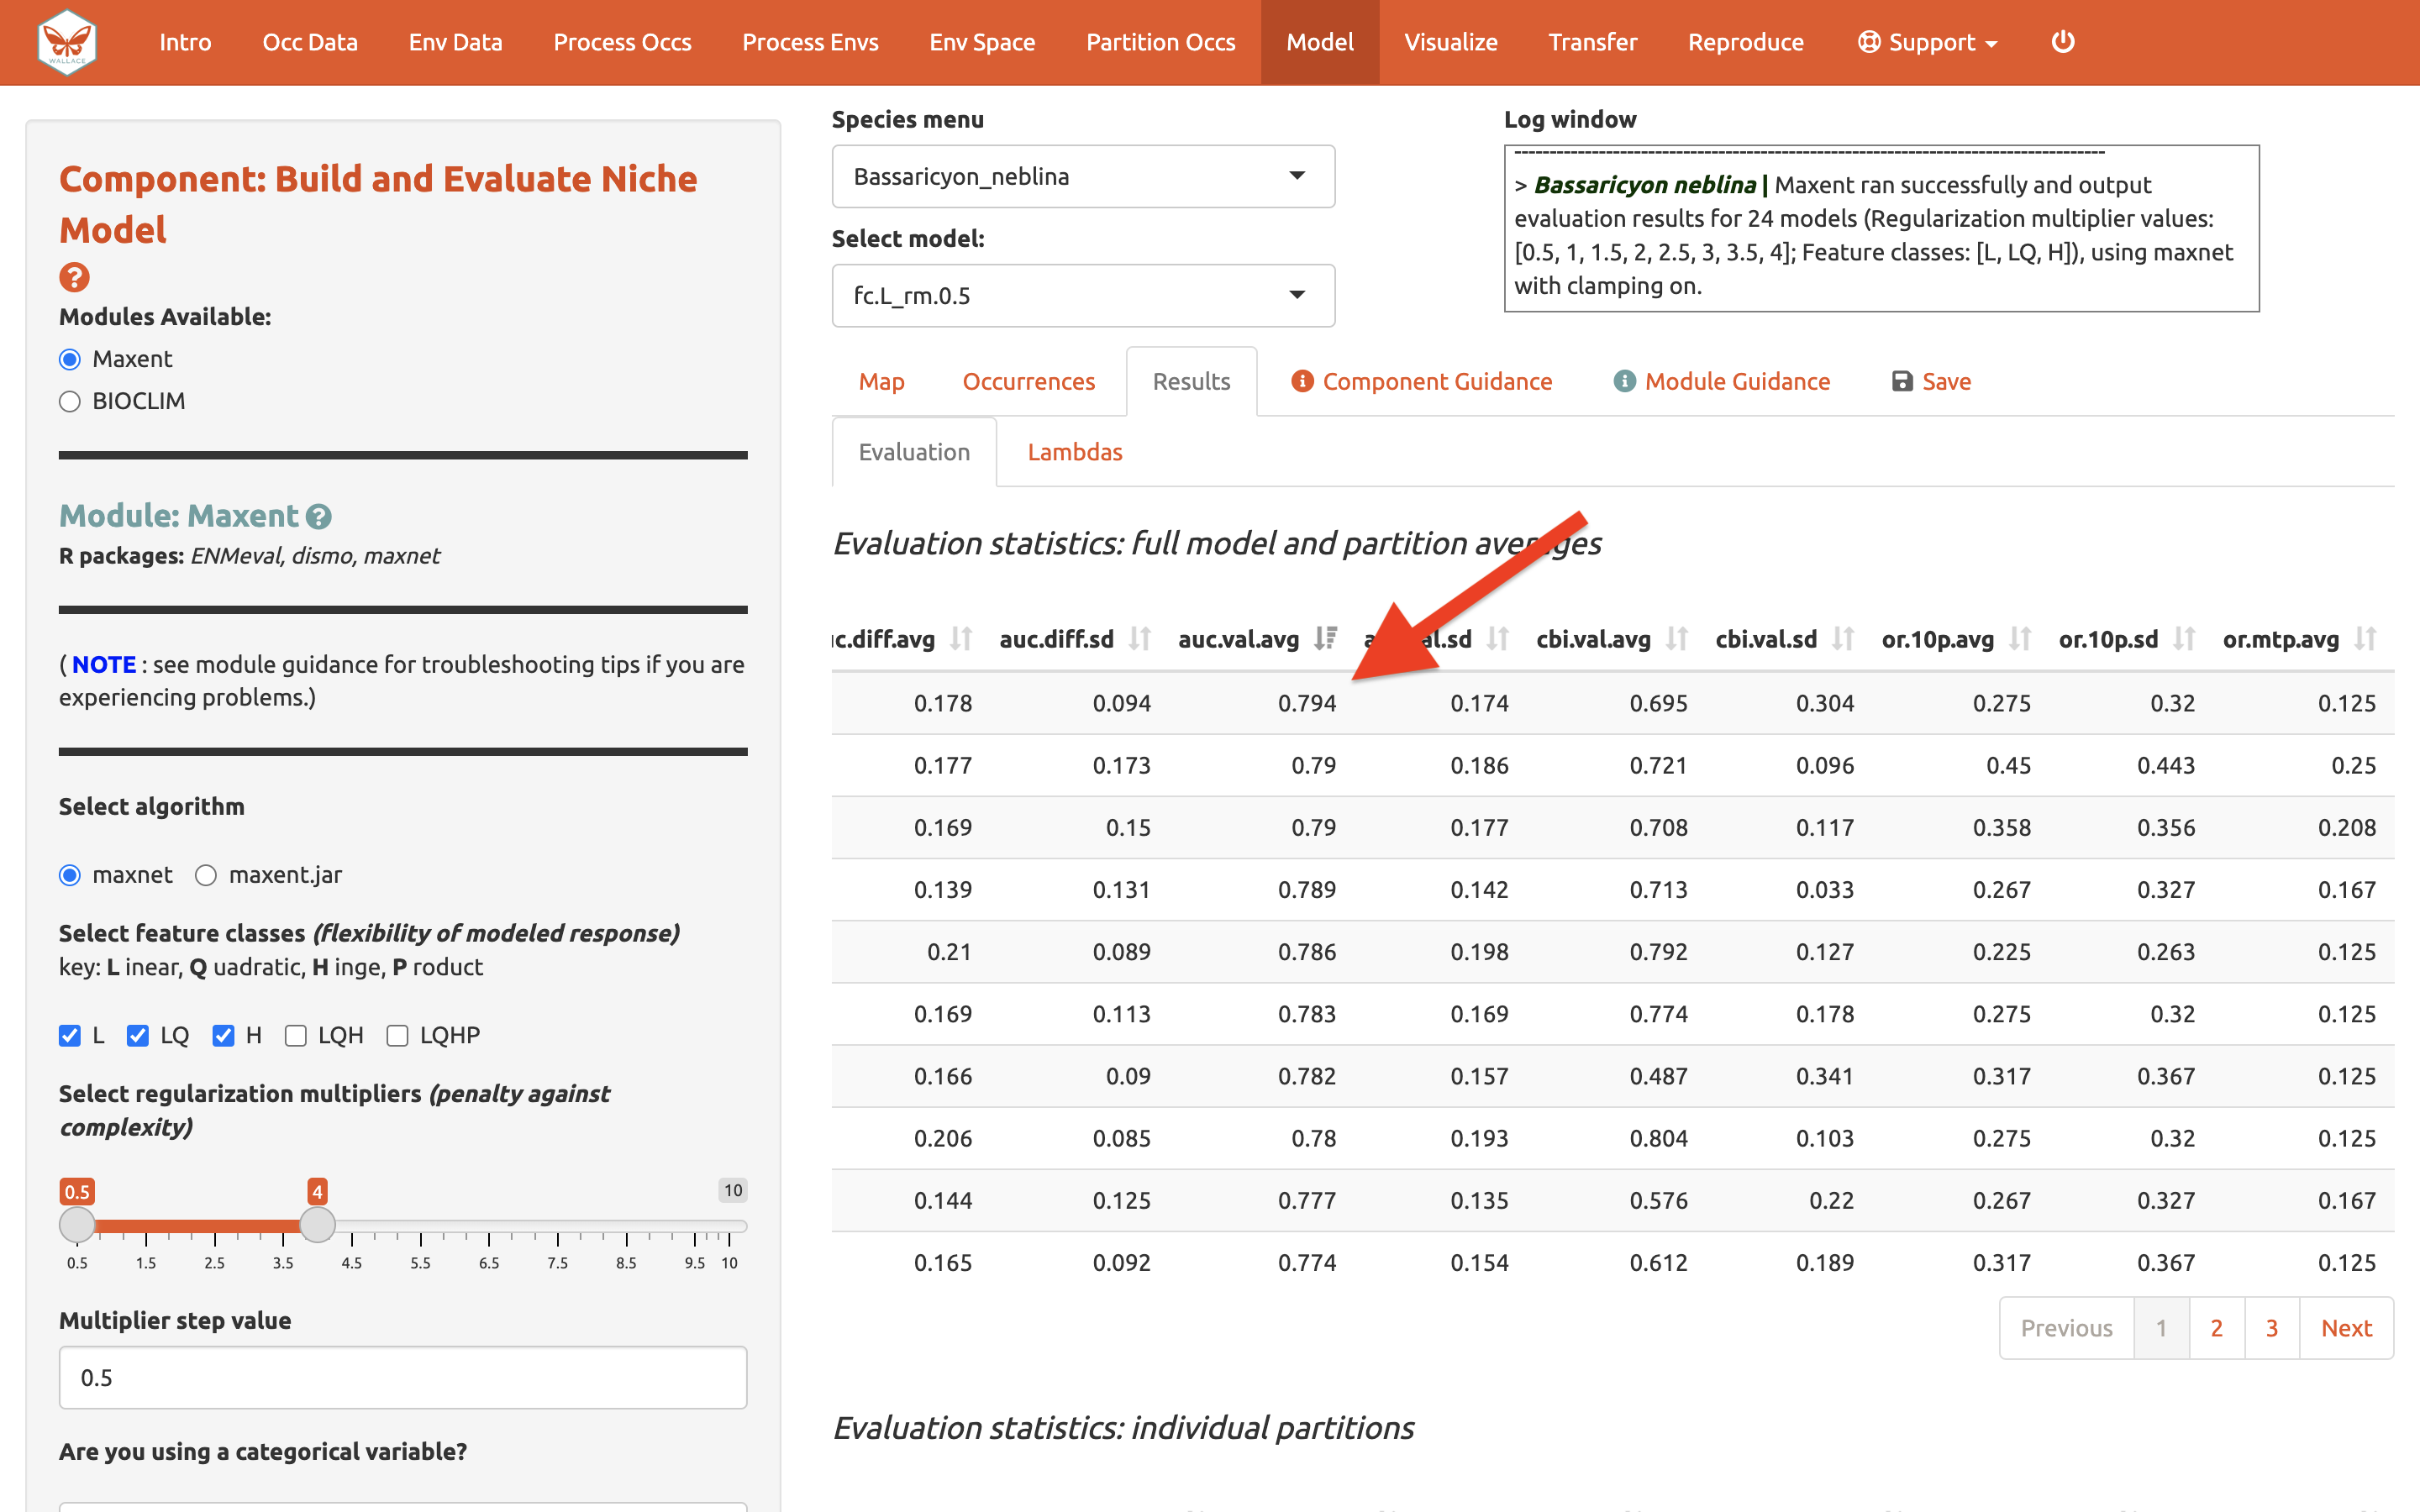 WALLACE
Intro Occ Data Env Data Process Occs Process Envs Env Space Partition Occs Model Visualize Transfer Reproduce Support
Component: Build and Evaluate Niche
Model
Modules Available:
Maxent
BIOCLIM
Module: Maxent
R packages: ENMeval, dismo, maxnet
( NOTE : see module guidance for troubleshooting tips if you are
experiencing problems.)
Select algorithm
maxnet maxent.jar
Select feature classes (flexibility of modeled response)
key: L inear, Q uadratic, H inge, P roduct
L LQ H LQH LQHP
Select regularization multipliers (penalty against
complexity)
0.5 4 10
0.5 1.5 2.5 3.5 4.5 5.5 6.5 7.5 8.5 9.5 10
Multiplier step value
0.5
Are you using a categorical variable?
Species menu
Bassaricyon_neblina
Select model:
fc.L_rm.0.5
Log window
> Bassaricyon neblina | Maxent ran successfully and output
evaluation results for 24 models (Regularization multiplier values:
[0.5, 1, 1.5, 2, 2.5, 3, 3.5, 4]; Feature classes: [L, LQ, H]), using maxnet
with clamping on.
Map Occurrences Results Component Guidance Module Guidance Save
Evaluation Lambdas
Evaluation statistics: full model and partition averages
c.diff.avg auc.diff.sd auc.val.avg al.sd cbi.val.avg cbi.val.sd or.10p.avg or.10p.sd or.mtp.avg
0.178 0.094 0.794 0.174 0.695 0.304 0.275 0.32 0.125
0.177 0.173 0.79 0.186 0.721 0.096 0.45 0.443 0.25
0.169 0.15 0.79 0.177 0.708 0.117 0.358 0.356 0.208
0.139 0.131 0.789 0.142 0.713 0.033 0.267 0.327 0.167
0.21 0.089 0.786 0.198 0.792 0.127 0.225 0.263 0.125
0.169 0.113 0.783 0.169 0.774 0.178 0.275 0.32 0.125
0.166 0.09 0.782 0.157 0.487 0.341 0.317 0.367 0.125
0.206 0.085 0.78 0.193 0.804 0.103 0.275 0.32 0.125
0.144 0.125 0.777 0.135 0.576 0.22 0.267 0.327 0.167
0.165 0.092 0.774 0.154 0.612 0.189 0.317 0.367 0.125
Previous 1 2 3 Next
Evaluation statistics: individual partitions